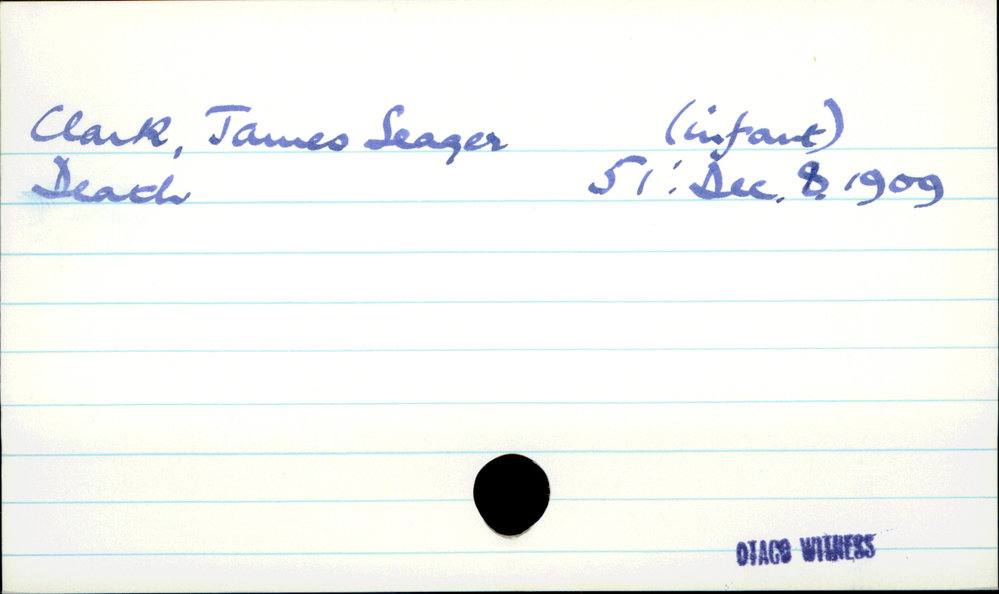 Clark, James Seager (infant)
Death 51: Dec. 8, 1909
OTAGO WITNESS